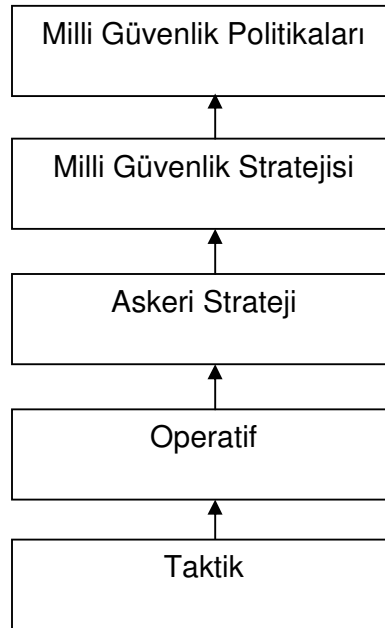 Milli Güvenlik Politikaları
Milli Güvenlik Stratejisi
Askeri Strateji
Operatif
Taktik